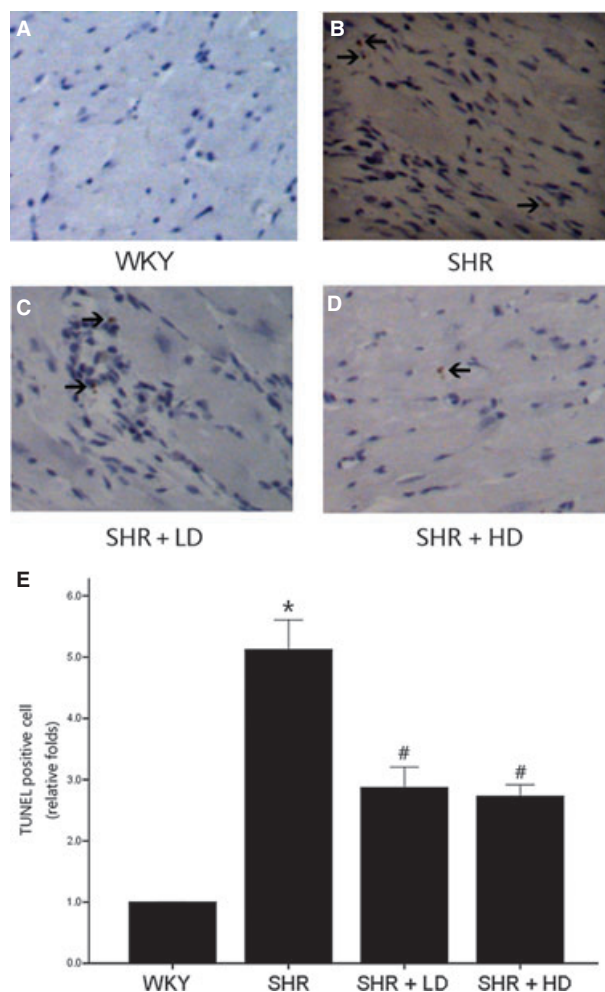 A
B
WKY
SHR
C
D
SHR + LD
SHR + HD
E
TUNEL positive cell
(relative folds)
6.0
*
5.0
4.0
#
#
3.0
2.0
1.0
0.0
WKY
SHR
SHR + LD
SHR + HD